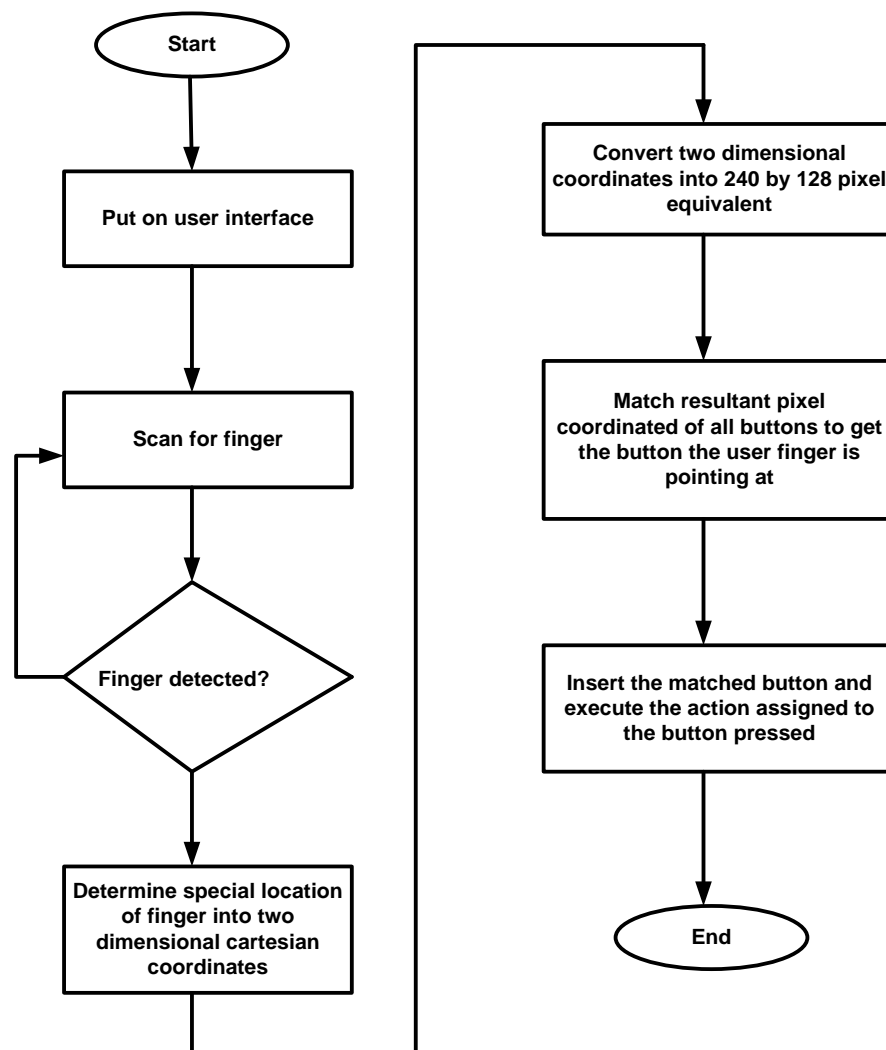 Start
Put on user interface
Scan for finger
Finger detected?
Determine special location
of finger into two
dimensional cartesian
coordinates
Convert two dimensional
coordinates into 240 by 128 pixel
equivalent
Match resultant pixel
coordinated of all buttons to get
the button the user finger is
pointing at
Insert the matched button and
execute the action assigned to
the button pressed
End